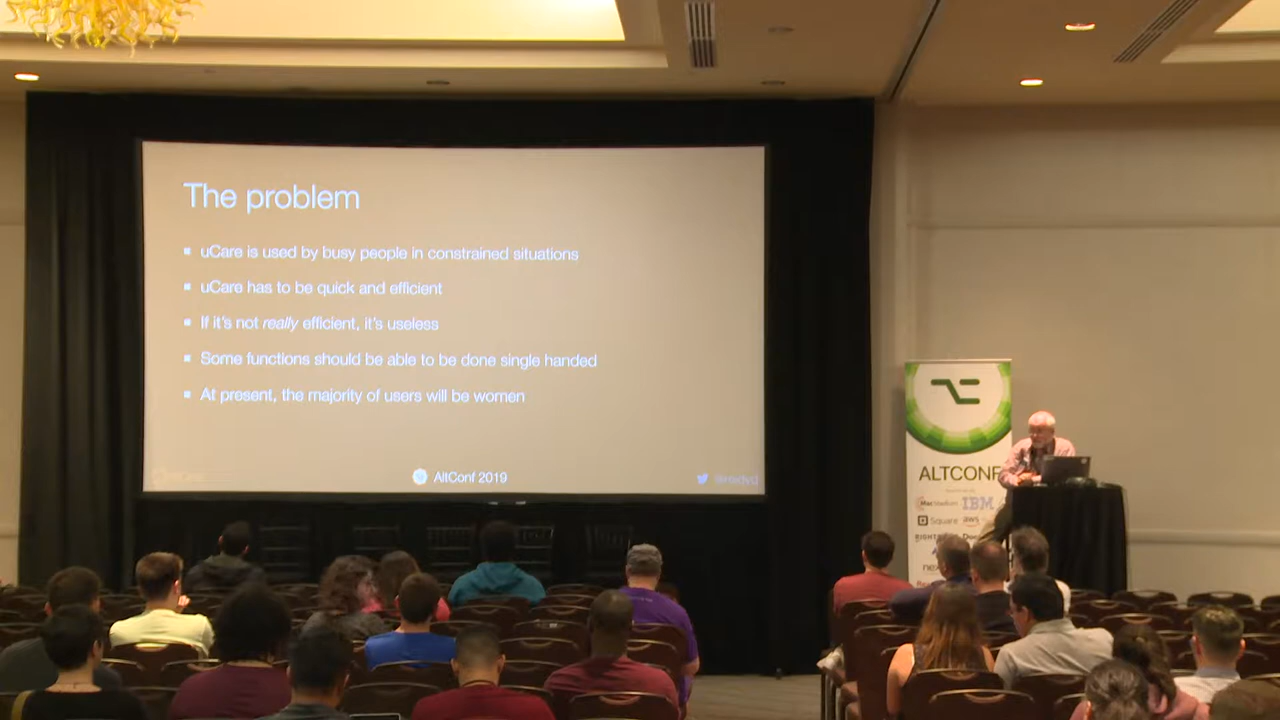 The problem
uCare is used by busy people in constrained situations
uCare has to be quick and efficient
If it's not really efficient, it's useless
Some functions should be able to be done single handed
At present, the majority of users will be women
AltConf 2019
ALTCONF
MacStadium IBM
Square aws